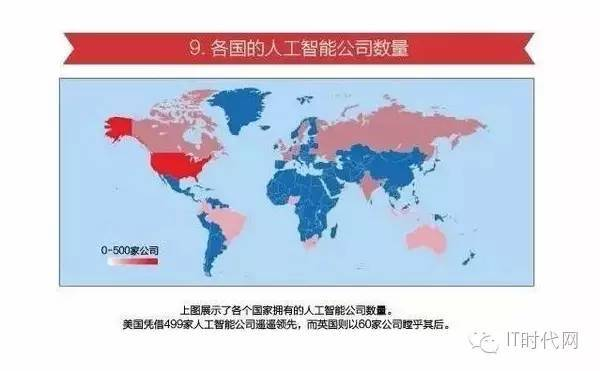 9. 各国的人工智能公司数量
0-500家公司
上图展示了各个国家拥有的人工智能公司数量。
美国凭借499家人工智能公司遥遥领先，而英国则以60家公司瞠乎其后。
IT时代网